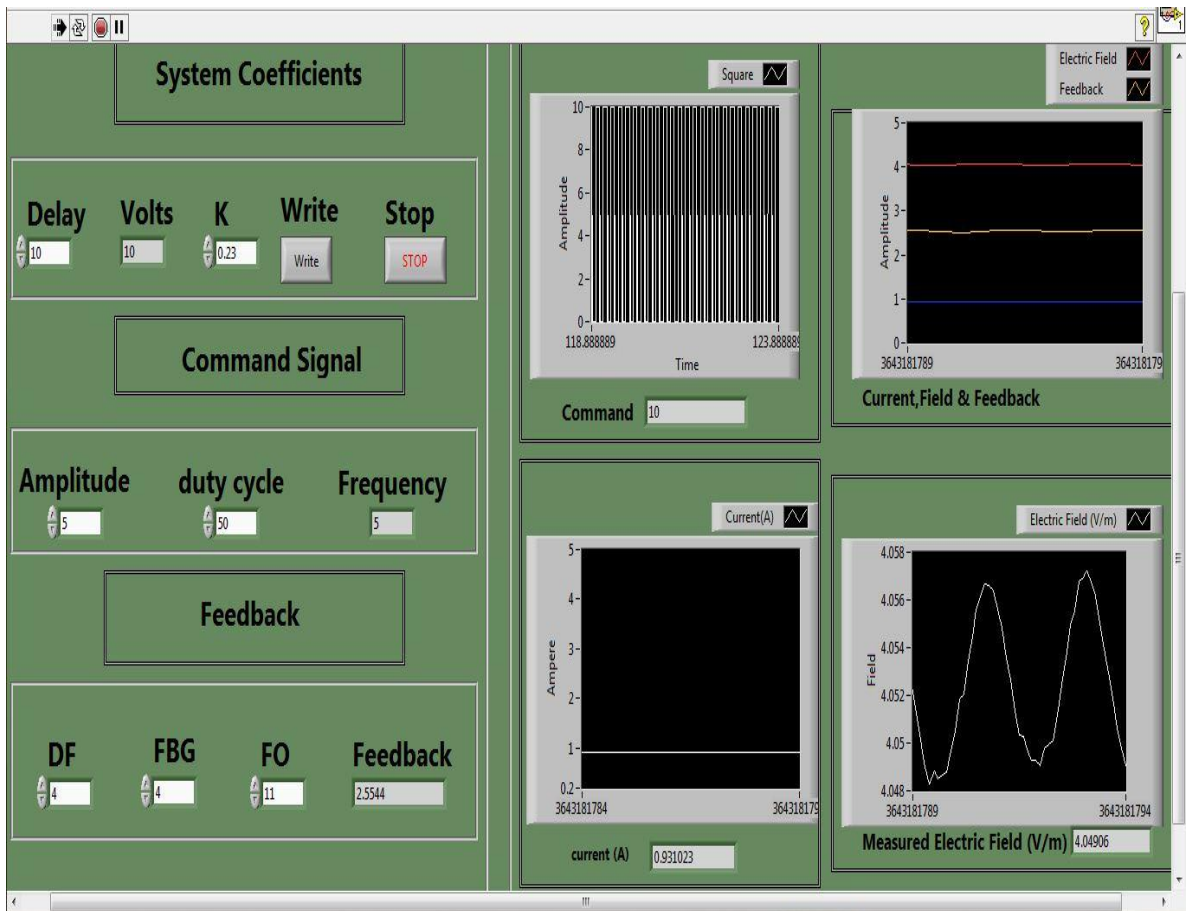 System Coefficients
Delay Volts K Write Stop
10 10 0.23 Write STOP
Command Signal
Amplitude duty cycle Frequency
5 50 5
Feedback
DF FBG FO Feedback
4 4 11 2.5544
Square
10
8
6
4
2
0
Amplitude
118.888889 123.888889
Time
Command 10
Electric Field
Feedback
5
4
3
2
1
0
Amplitude
3643181789 364318179
Current,Field & Feedback
Current(A)
5
4
3
2
1
0.2
Ampere
3643181784 364318179
current (A) 0.931023
Electric Field (V/m)
4.058
4.056
4.054
4.052
4.05
4.048
Field
3643181789 3643181794
Measured Electric Field (V/m) 4.04906
?
1